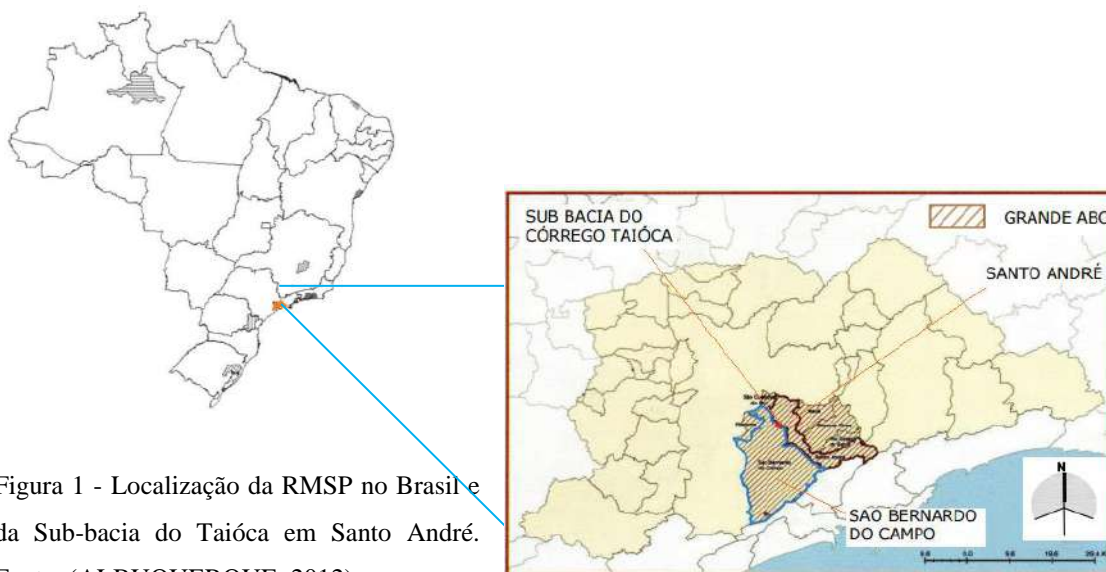 SUB BACIA DO
CÓRREGO TAIÓCA
GRANDE ABC
SANTO ANDRÉ
N
SAO BERNARDO
DO CAMPO
Figura 1 - Localização da RMSP no Brasil e
da Sub-bacia do Taióca em Santo André.